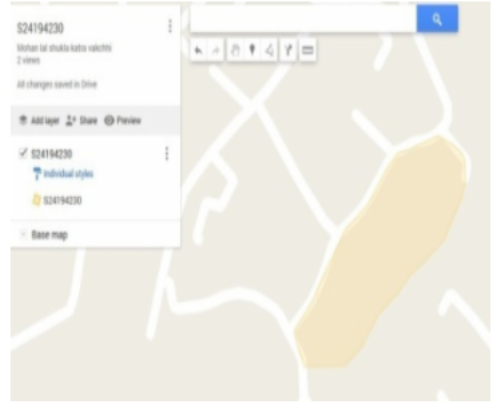 S24194230
Mohan lal shukla katra vakchhi
2 views
All changes saved in Drive
Add layer Share Preview
S24194230
Individual styles
S24194230
Base map